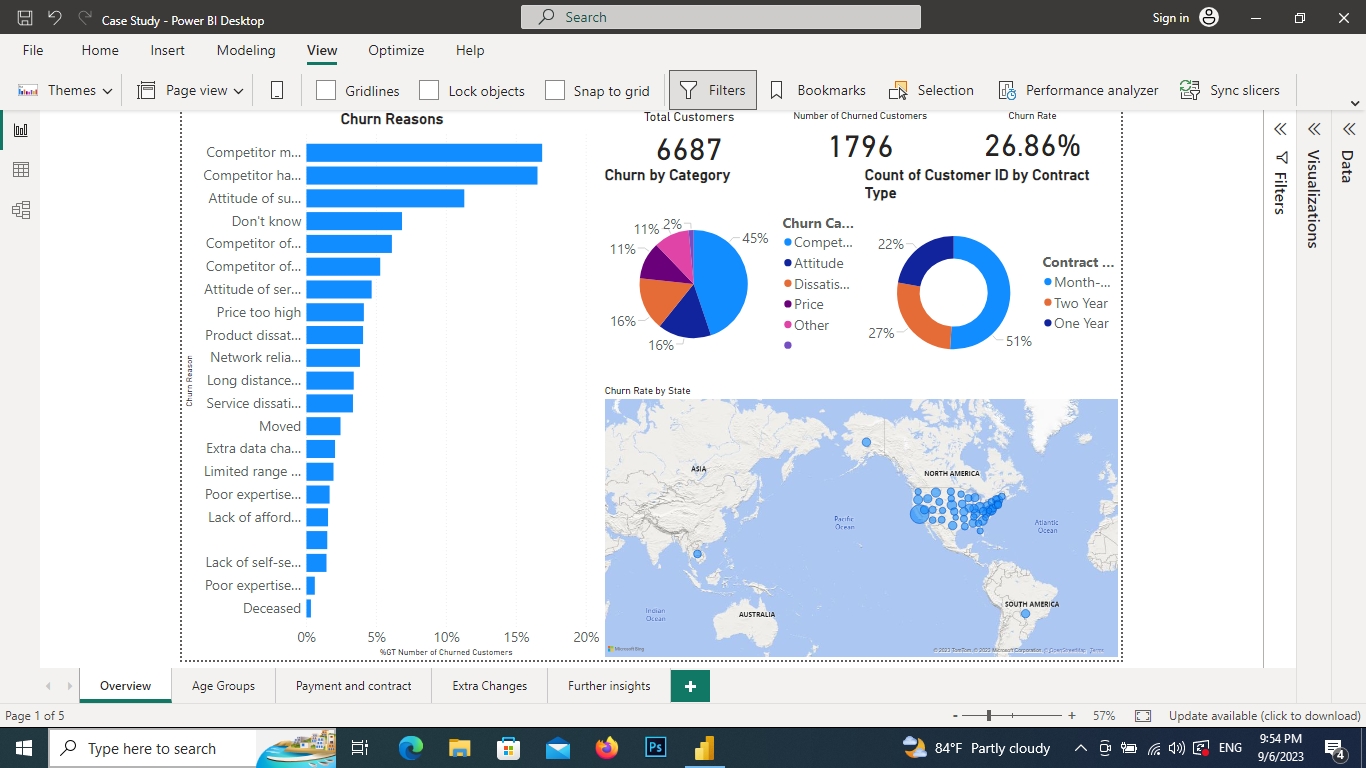 Case Study - Power BI Desktop
Search
Sign in
File
Home
Insert
Modeling
View
Optimize
Help
Themes
Page view
Gridlines
Lock objects
Snap to grid
Filters
Bookmarks
Selection
Performance analyzer
Sync slicers
Churn Reasons
Competitor m...
Competitor ha...
Attitude of su...
Don't know
Competitor of...
Competitor of...
Attitude of ser...
Price too high
Product dissat...
Network relia...
Long distance...
Service dissati...
Moved
Extra data cha...
Limited range ...
Poor expertise...
Lack of afford...
Lack of self-se...
Poor expertise...
Deceased
Churn Reason
0%
5%
10%
15%
20%
%GT Number of Churned Customers
Total Customers
6687
Number of Churned Customers
1796
Churn Rate
26.86%
Churn by Category
45%
16%
16%
11%
11%
2%
Churn Ca...
Compet...
Attitude
Dissatis...
Price
Other
Count of Customer ID by Contract
Type
22%
27%
51%
Contract ...
Month-...
Two Year
One Year
Churn Rate by State
ASIA
NORTH AMERICA
Pacific
Ocean
Atlantic
Ocean
Indian
Ocean
AUSTRALIA
SOUTH AMERICA
Microsoft Bing
© 2023 TomTom, © 2023 Microsoft Corporation, © OpenStreetMap Terms
Filters
Visualizations
Data
Overview
Age Groups
Payment and contract
Extra Changes
Further insights
Page 1 of 5
57%
Update available (click to download)
Type here to search
Ps
84°F Partly cloudy
ENG
9:54 PM
9/6/2023
4